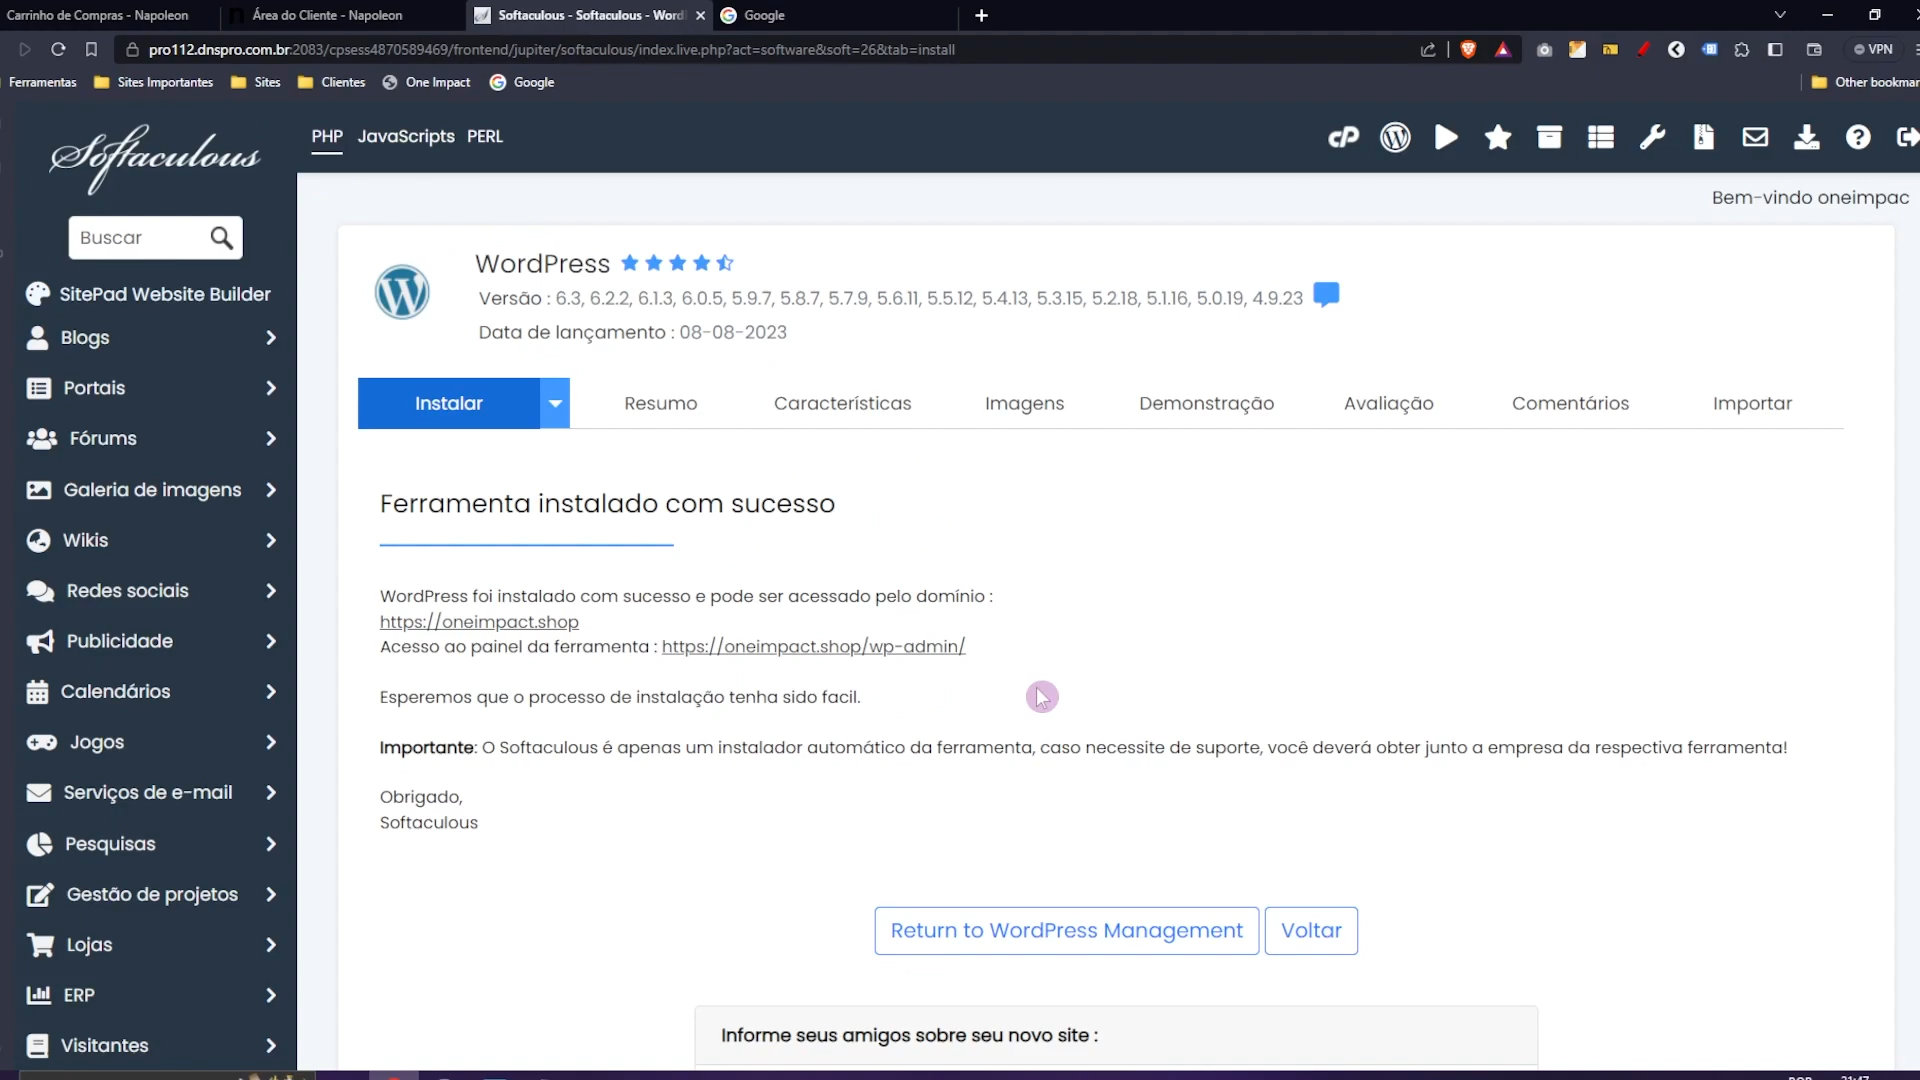 Carrinho de Compras - Napoleon
Área do Cliente - Napoleon
Softaculous - Softaculous - Word
Google
pro112.dnspro.com.br:2083/cpsess4870589469/frontend/jupiter/softaculous/index.live.php?act=software&soft=26&tab=install
VPN
Ferramentas
Sites Importantes
Sites
Clientes
One Impact
Google
Other bookmar
Softaculous
PHP JavaScripts PERL
Bem-vindo oneimpac
Buscar
SitePad Website Builder
Blogs
Portais
Fórums
Galeria de imagens
Wikis
Redes sociais
Publicidade
Calendários
Jogos
Serviços de e-mail
Pesquisas
Gestão de projetos
Lojas
ERP
Visitantes
WordPress
Versão : 6.3, 6.2.2, 6.1.3, 6.0.5, 5.9.7, 5.8.7, 5.7.9, 5.6.11, 5.5.12, 5.4.13, 5.3.15, 5.2.18, 5.1.16, 5.0.19, 4.9.23
Data de lançamento : 08-08-2023
Instalar
Resumo
Características
Imagens
Demonstração
Avaliação
Comentários
Importar
Ferramenta instalado com sucesso
WordPress foi instalado com sucesso e pode ser acessado pelo domínio :
https://oneimpact.shop
Acesso ao painel da ferramenta : https://oneimpact.shop/wp-admin/
Esperemos que o processo de instalação tenha sido facil.
Importante: O Softaculous é apenas um instalador automático da ferramenta, caso necessite de suporte, você deverá obter junto a empresa da respectiva ferramenta!
Obrigado,
Softaculous
Return to WordPress Management
Voltar
Informe seus amigos sobre seu novo site :